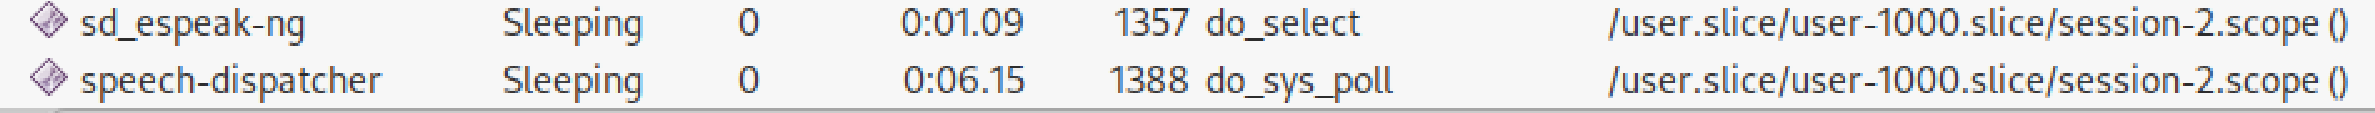 sd_espeak-ng Sleeping 0 0:01.09 1357 do_select /user.slice/user-1000.slice/session-2.scope ()
speech-dispatcher Sleeping 0 0:06.15 1388 do_sys_poll /user.slice/user-1000.slice/session-2.scope ()